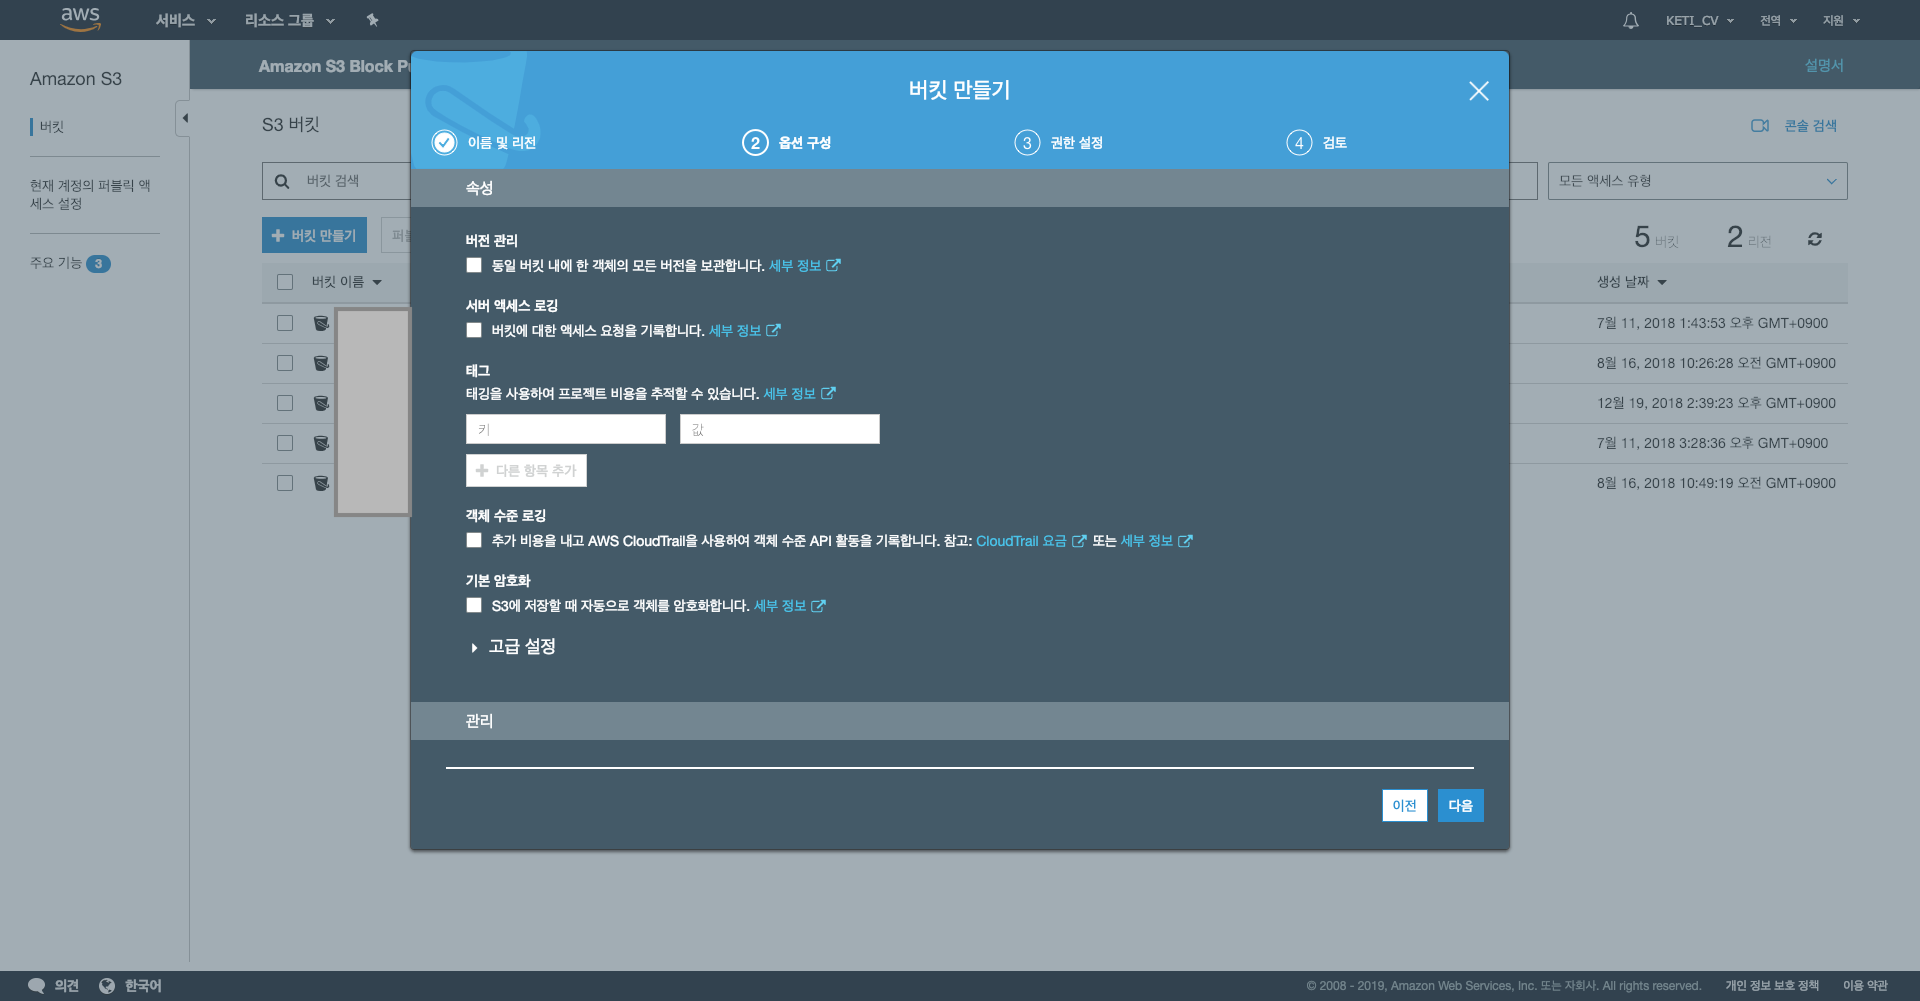 aws
서비스
리소스 그룹
KETI_CV
전역
지원
Amazon S3
버킷
현재 계정의 퍼블릭 액
세스 설정
주요 기능 3
Amazon S3 Block
설명서
S3 버킷
콘솔 검색
버킷 검색
모든 액세스 유형
버킷 만들기
5 버킷
2 리전
버킷 이름
생성 날짜
7월 11, 2018 1:43:53 오후 GMT+0900
8월 16, 2018 10:26:28 오전 GMT+0900
12월 19, 2018 2:39:23 오후 GMT+0900
7월 11, 2018 3:28:36 오후 GMT+0900
8월 16, 2018 10:49:19 오전 GMT+0900
버킷 만들기
이름 및 리전
2 옵션 구성
3 권한 설정
4 검토
속성
버전 관리
동일 버킷 내에 한 객체의 모든 버전을 보관합니다. 세부 정보
서버 액세스 로깅
버킷에 대한 액세스 요청을 기록합니다. 세부 정보
태그
태깅을 사용하여 프로젝트 비용을 추적할 수 있습니다. 세부 정보
키
값
다른 항목 추가
객체 수준 로깅
추가 비용을 내고 AWS CloudTrail을 사용하여 객체 수준 API 활동을 기록합니다. 참고: CloudTrail 요금 또는 세부 정보
기본 암호화
S3에 저장할 때 자동으로 객체를 암호화합니다. 세부 정보
고급 설정
관리
이전
다음
의견
한국어
© 2008 - 2019, Amazon Web Services, Inc. 또는 자회사. All rights reserved.
개인 정보 보호 정책
이용 약관